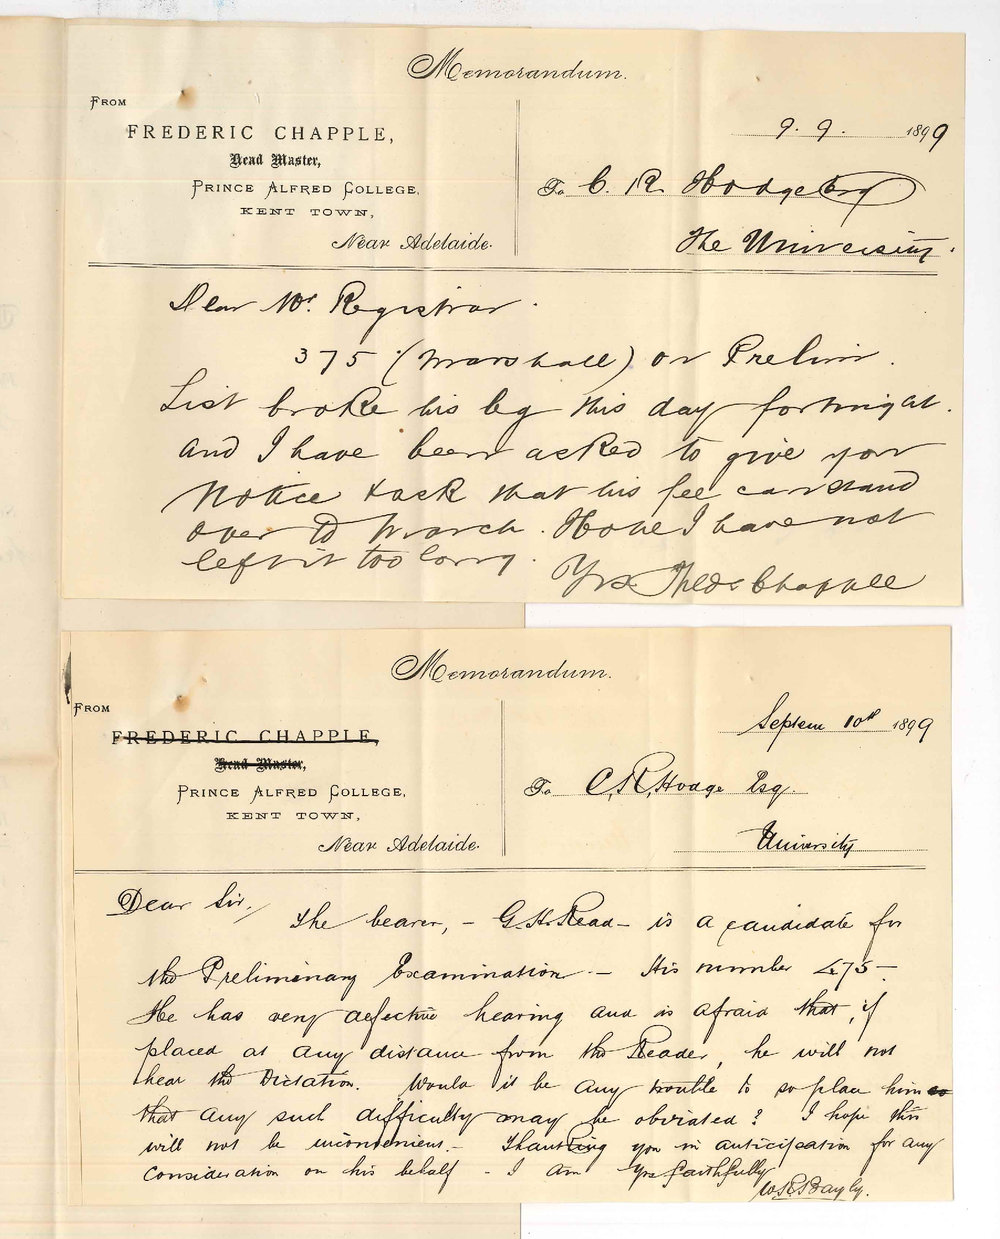 Memorandum.
From
FREDERIC CHAPPLE,
Head Master,
PRINCE ALFRED COLLEGE,
KENT TOWN,
Near Adelaide.
9. 9. 1899
To C. R. Hodge Esq
The University.
Dear Mr. Registrar.
375 (Marshall) on Prelim.
List broke his leg this day fortnight.
and I have been asked to give you
notice & ask that his fee can stand
over to March. Hope I have not
left it too long.
Yrs Fredc Chapple
Memorandum.
From
FREDERIC CHAPPLE,
Head Master,
PRINCE ALFRED COLLEGE,
KENT TOWN,
Near Adelaide.
Septem 10th 1899
To C. R. Hodge Esq.
University
Dear Sir,
The bearer, - G. H. Read - is a candidate for
the Preliminary Examination - His number 475 -
He has very defective hearing and is afraid that, if
placed at any distance from the Reader, he will not
hear the Dictation. Would it be any trouble to so place him so
that any such difficulty may be obviated? I hope this
will not be inconvenient. - Thanking you in anticipation for any
consideration on his behalf - I am Yrs faithfully
W. R. Bayly.